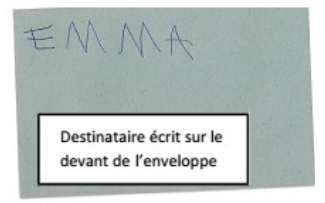 EMMA
Destinataire écrit sur le
devant de l'enveloppe